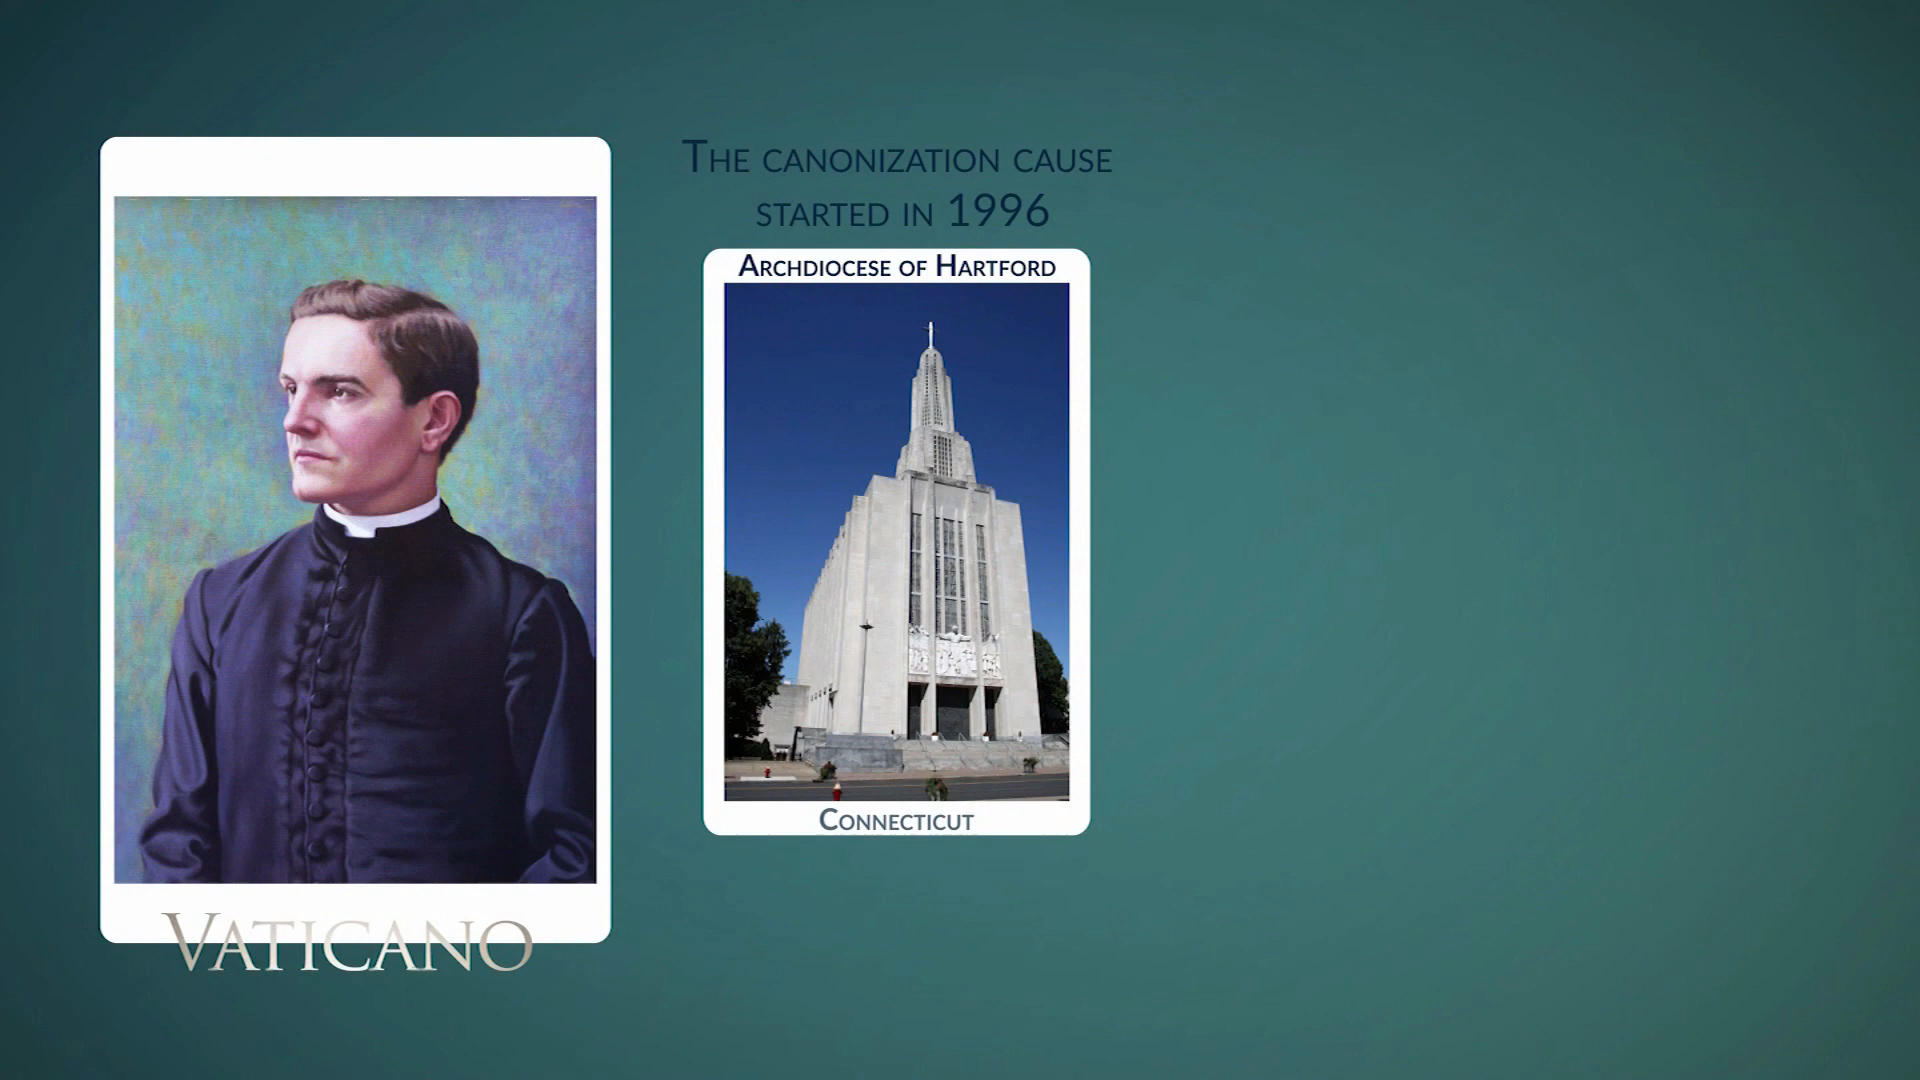 The canonization cause
started in 1996
Archdiocese of Hartford
Connecticut
Vaticano